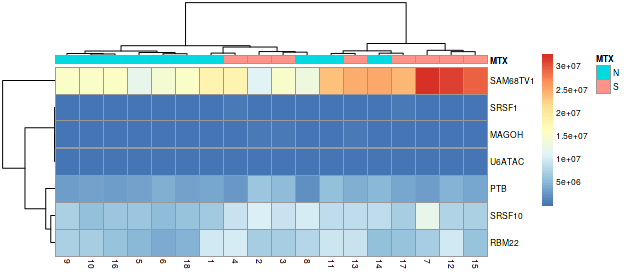 MTX
SAM68TV1
SRSF1
MAGOH
U6ATAC
PTB
SRSF10
RBM22
9 10 16 5 6 18 1 4 2 3 8 11 13 14 17 7 12 15
3e+07
2.5e+07
2e+07
1.5e+07
1e+07
5e+06
MTX
N
S